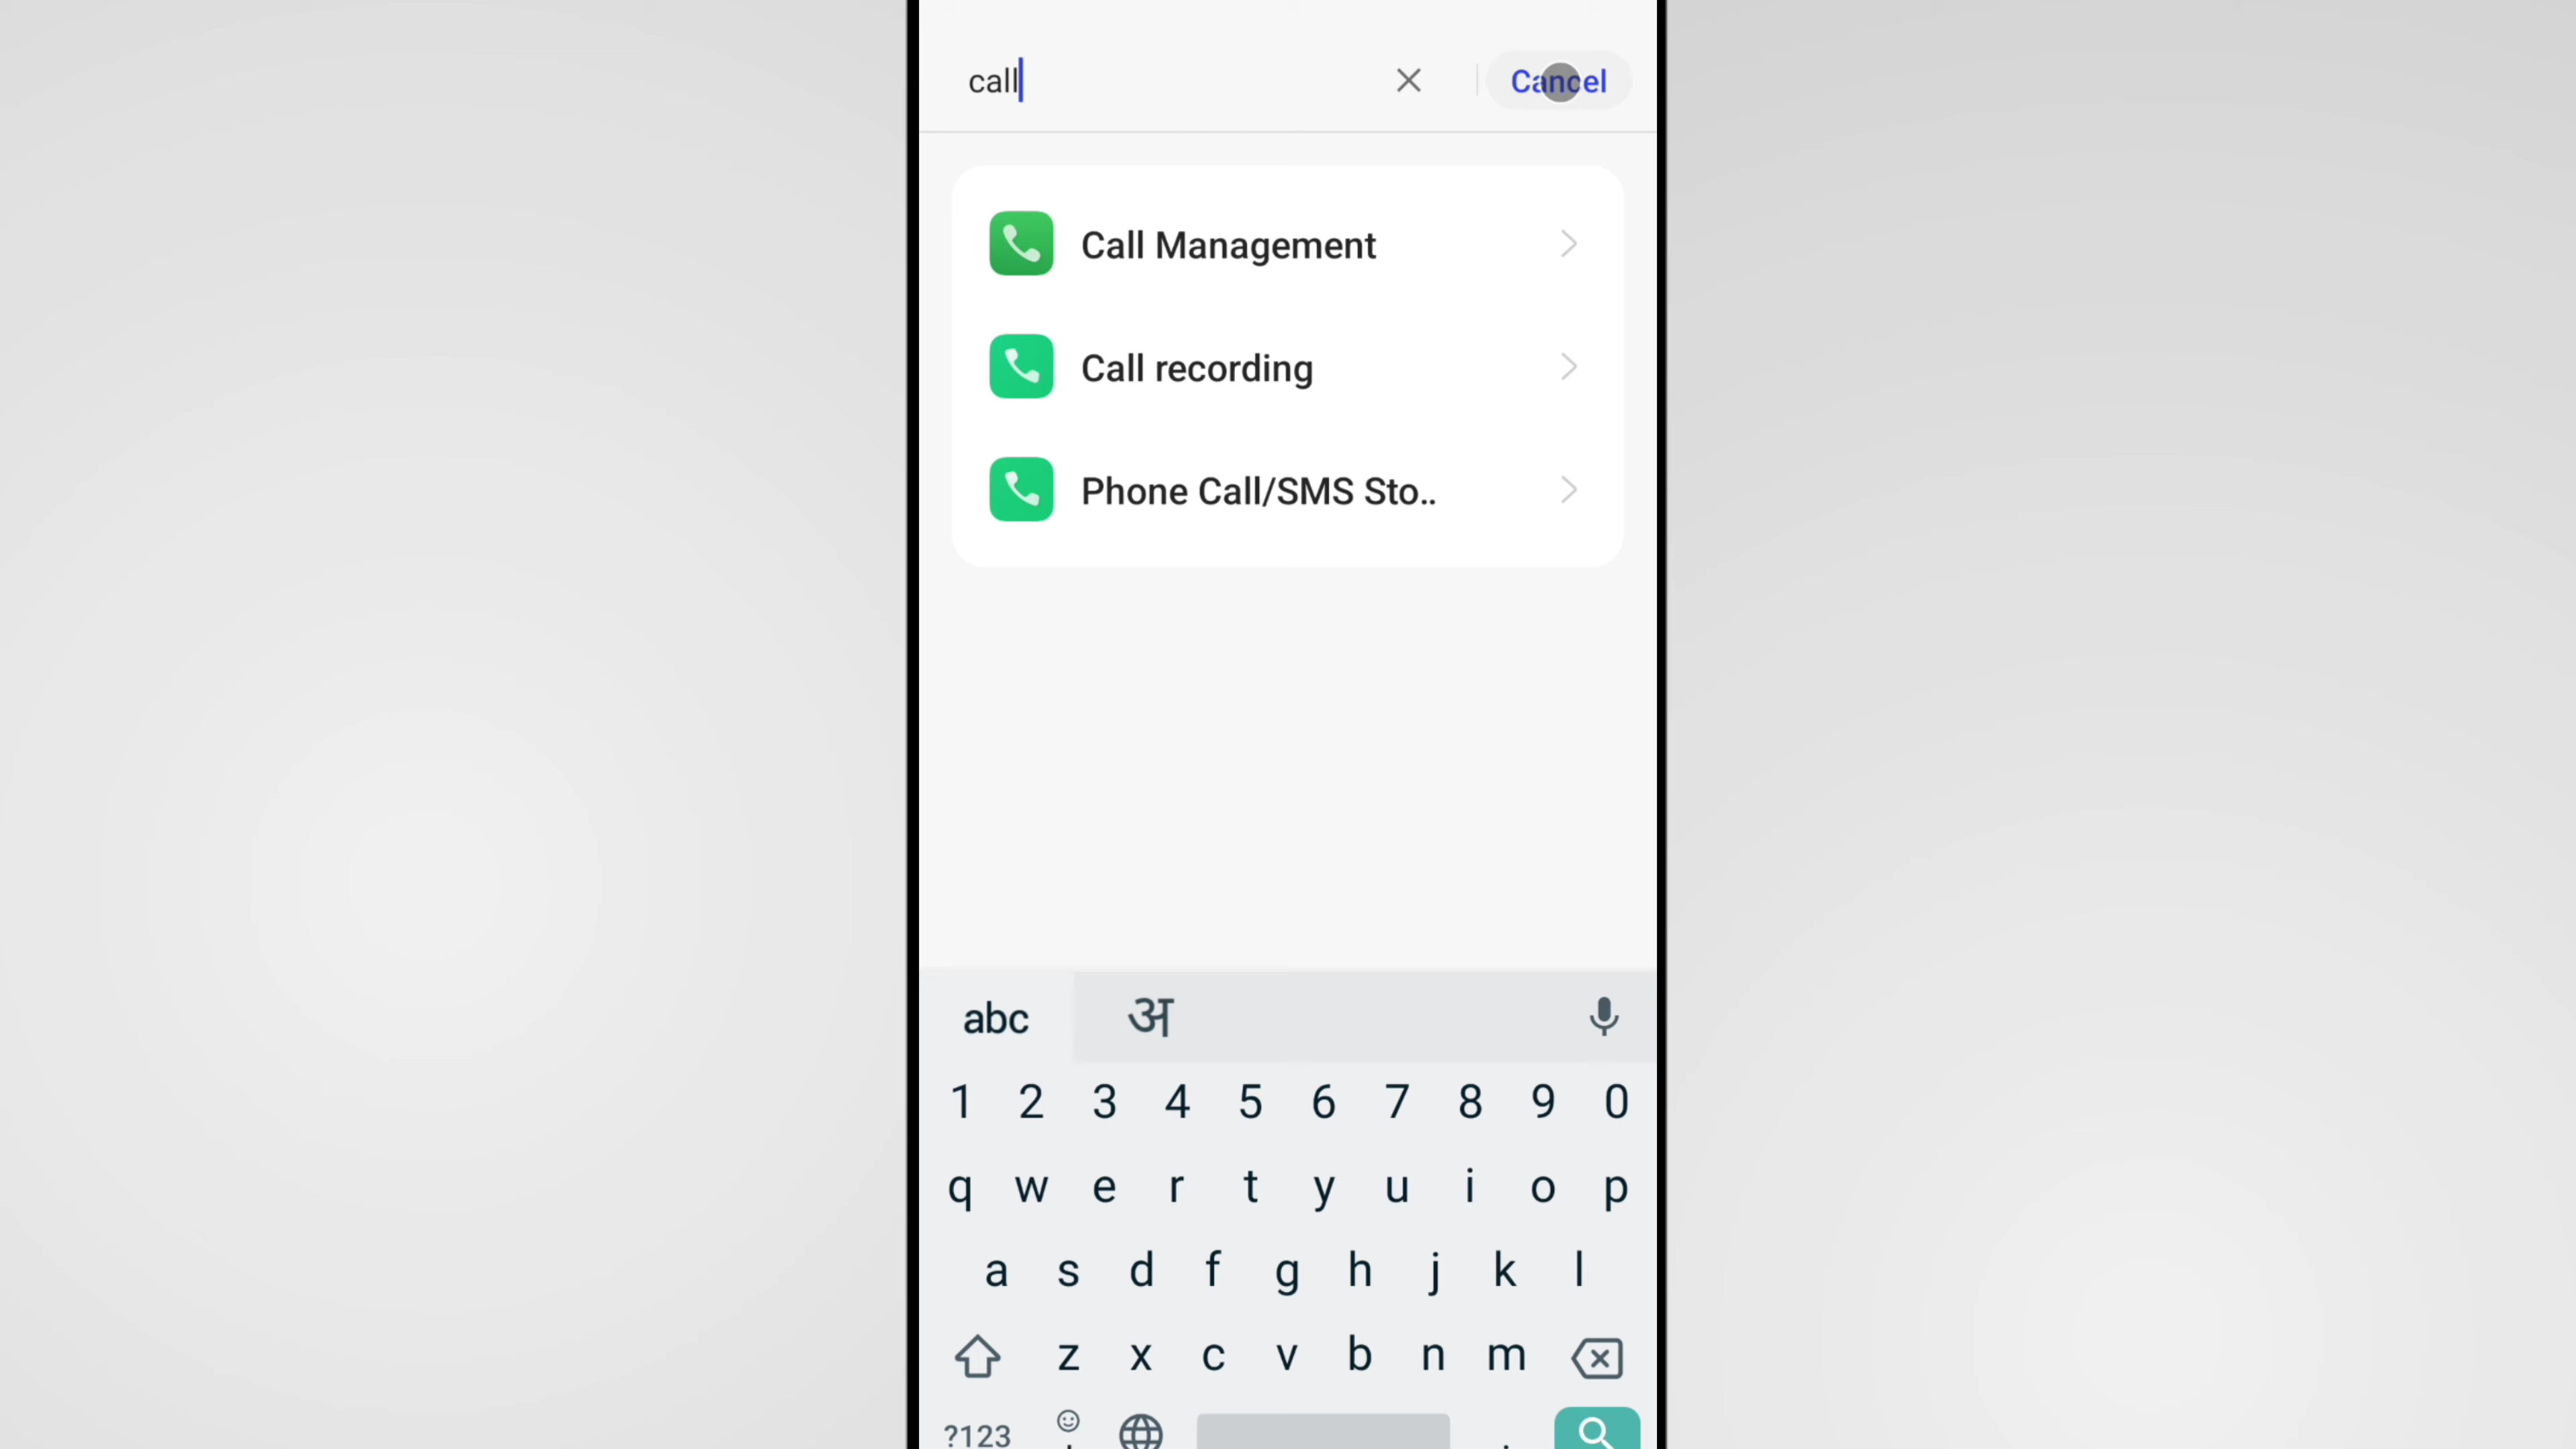 call
Cancel
Call Management
Call recording
Phone Call/SMS Sto..
abc अ
1 2 3 4 5 6 7 8 9 0
q w e r t y u i o p
a s d f g h j k l
z x c v b n m
?123 .